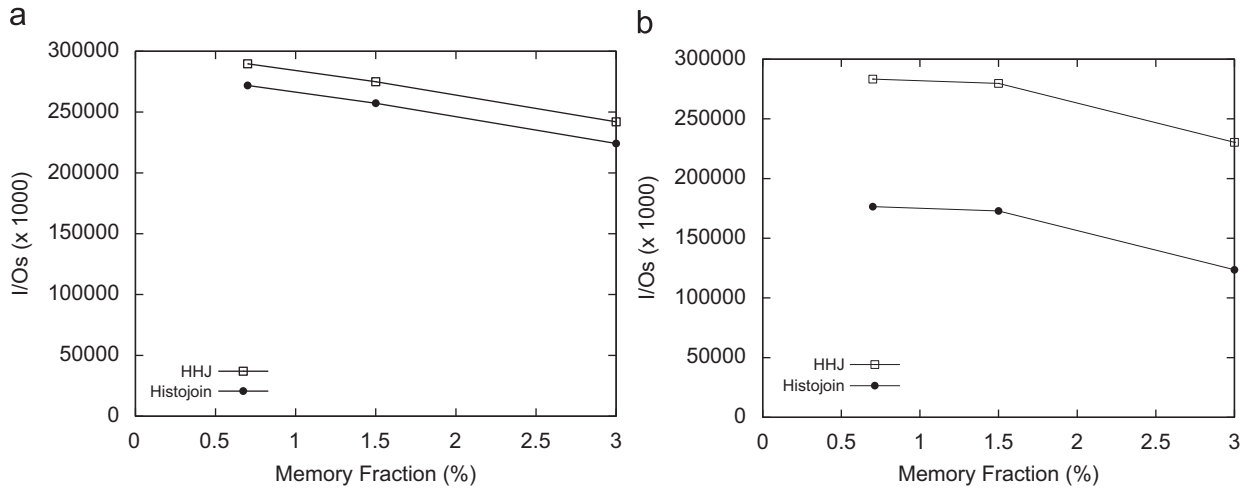 a
300000
250000
200000
150000
100000
50000
0
I/Os (x 1000)
HHJ
Histojoin
0 0.5 1 1.5 2 2.5 3
Memory Fraction (%)
b
300000
250000
200000
150000
100000
50000
0
I/Os (x 1000)
HHJ
Histojoin
0 0.5 1 1.5 2 2.5 3
Memory Fraction (%)